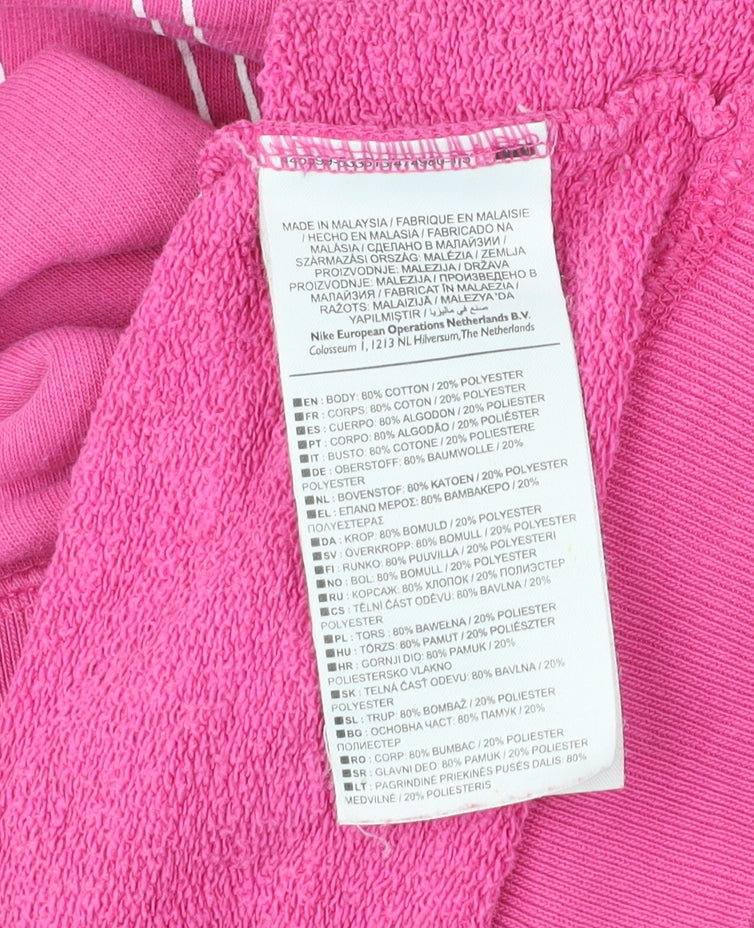 MADE IN MALAYSIA / FABRIQUE EN MALAISIE
/ HECHO EN MALASIA / FABRICADO NA
MALÁSIA / СДЕЛАНО В МАЛАЙЗИИ /
SZÁRMAZÁSI ORSZÁG: MALÉZIA / ZEMLJA
PROIZVODNJE: MALEZIJA / DRŽAVA
PROIZVODNJE: MALEZIJA / ПРОИЗВЕДЕНО В
МАЛАЙЗИЯ / FABRICAT ÎN MALAEZIA /
RAŽOTS: MALAIZIJĀ / MALEZYA 'DA
YAPILMIŞTIR / صنع في ماليزيا
Nike European Operations Netherlands B.V.
Colosseum 1, 1213 NL Hilversum, The Netherlands
EN : BODY: 80% COTTON / 20% POLYESTER
FR : CORPS: 80% COTON / 20% POLYESTER
ES : CUERPO: 80% ALGODON / 20% POLYESTER
PT : CORPO: 80% ALGODÃO / 20% POLIÉSTER
IT : BUSTO: 80% COTONE / 20% POLIESTERE
DE : OBERSTOFF: 80% BAUMWOLLE / 20%
POLYESTER
NL : BOVENSTOF: 80% KATOEN / 20% POLYESTER
EL : ΕΠΑΝΩ ΜΕΡΟΣ: 80% ΒΑΜΒΑΚΕΡΟ / 20%
ΠΟΛΥΕΣΤΕΡΑΣ
DA : KROP: 80% BOMULD / 20% POLYESTER
SV : ÖVERKROPP: 80% BOMULL / 20% POLYESTER
FI : RUNKO: 80% PUUVILLA / 20% POLYESTERI
NO : BOL: 80% BOMULL / 20% POLYESTER
RU : КОРСАЖ: 80% ХЛОПОК / 20% ПОЛИЭСТЕР
CS : TĚLNÍ ČÁST ODĚVU: 80% BAVLNA / 20%
POLYESTER
PL : TORS : 80% BAWEŁNA / 20% POLIESTER
HU : TÖRZS: 80% PAMUT / 20% POLIÉSZTER
HR : GORNJI DIO: 80% PAMUK / 20%
POLIESTERSKO VLAKNO
SK : TELNÁ ČASŤ ODEVU: 80% BAVLNA / 20%
POLYESTER
SL : TRUP: 80% BOMBAŽ / 20% POLIESTER
BG : ОСНОВНА ЧАСТ: 80% ПАМУК / 20%
ПОЛИЕСТЕР
RO : CORP: 80% BUMBAC / 20% POLIESTER
SR : GLAVNI DEO: 80% PAMUK / 20% POLIESTER
LT : PAGRINDINĖ PRIEKINĖS PUSĖS DALIS: 80%
MEDVILNĖ / 20% POLIESTERIS